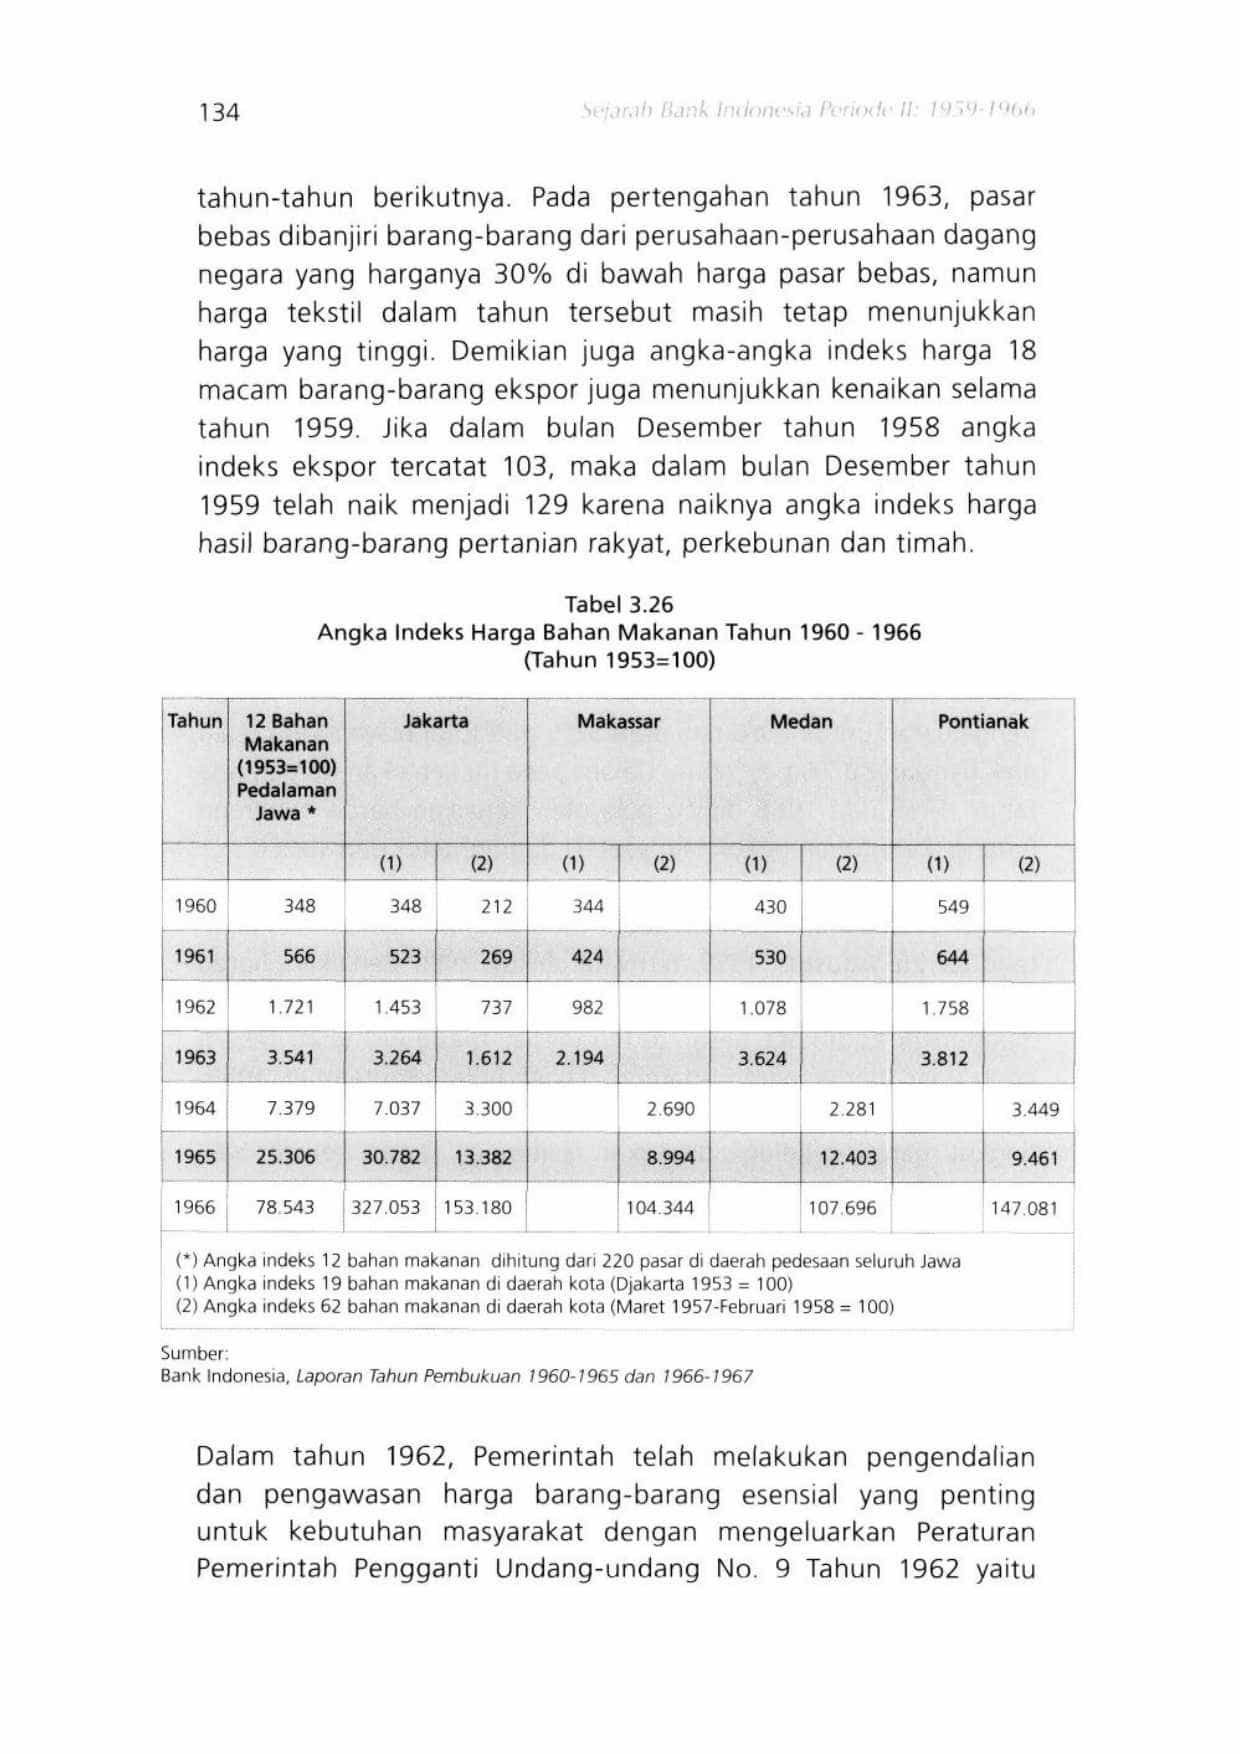 134
Sejarah Bank Indonesia Periode II: 1959-1966
tahun-tahun berikutnya. Pada pertengahan tahun 1963, pasar
bebas dibanjiri barang-barang dari perusahaan-perusahaan dagang
negara yang harganya 30% di bawah harga pasar bebas, namun
harga tekstil dalam tahun tersebut masih tetap menunjukkan
harga yang tinggi. Demikian juga angka-angka indeks harga 18
macam barang-barang ekspor juga menunjukkan kenaikan selama
tahun 1959. Jika dalam bulan Desember tahun 1958 angka
indeks ekspor tercatat 103, maka dalam bulan Desember tahun
1959 telah naik menjadi 129 karena naiknya angka indeks harga
hasil barang-barang pertanian rakyat, perkebunan dan timah.
Tabel 3.26
Angka Indeks Harga Bahan Makanan Tahun 1960 - 1966
(Tahun 1953=100)
Tahun 12 Bahan Jakarta Makassar Medan Pontianak
Makanan
(1953=100)
Pedalaman
Jawa *
(1) (2) (1) (2) (1) (2) (1) (2)
1960 348 348 212 344 430 549
1961 566 523 269 424 530 644
1962 1.721 1.453 737 982 1.078 1.758
1963 3.541 3.264 1.612 2.194 3.624 3.812
1964 7.379 7.037 3.300 2.690 2.281 3.449
1965 25.306 30.782 13.382 8.994 12.403 9.461
1966 78.543 327.053 153.180 104.344 107.696 147.081
(*) Angka indeks 12 bahan makanan dihitung dari 220 pasar di daerah pedesaan seluruh Jawa
(1) Angka indeks 19 bahan makanan di daerah kota (Djakarta 1953 = 100)
(2) Angka indeks 62 bahan makanan di daerah kota (Maret 1957-Februari 1958 = 100)
Sumber:
Bank Indonesia, Laporan Tahun Pembukuan 1960-1965 dan 1966-1967
Dalam tahun 1962, Pemerintah telah melakukan pengendalian
dan pengawasan harga barang-barang esensial yang penting
untuk kebutuhan masyarakat dengan mengeluarkan Peraturan
Pemerintah Pengganti Undang-undang No. 9 Tahun 1962 yaitu